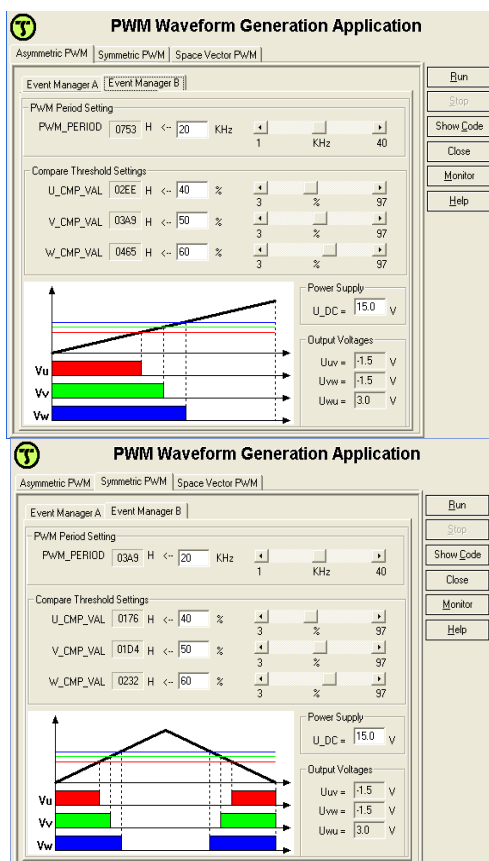 PWM Waveform Generation Application
Asymmetric PWM Symmetric PWM Space Vector PWM
Event Manager A Event Manager B
Run
Stop
Show Code
Close
Monitor
Help
PWM Period Setting
PWM_PERIOD 0753 H <-- 20 KHz
1 KHz 40
Compare Threshold Settings
U_CMP_VAL 02EE H <-- 40 %
3 % 97
V_CMP_VAL 03A9 H <-- 50 %
3 % 97
W_CMP_VAL 0465 H <-- 60 %
3 % 97
Vu
Vv
Vw
Power Supply
U_DC = 15.0 V
Output Voltages
Uuv = -1.5 V
Uvw = -1.5 V
Uwu = 3.0 V
PWM Waveform Generation Application
Asymmetric PWM Symmetric PWM Space Vector PWM
Event Manager A Event Manager B
Run
Stop
Show Code
Close
Monitor
Help
PWM Period Setting
PWM_PERIOD 03A9 H <-- 20 KHz
1 KHz 40
Compare Threshold Settings
U_CMP_VAL 0176 H <-- 40 %
3 % 97
V_CMP_VAL 01D4 H <-- 50 %
3 % 97
W_CMP_VAL 0232 H <-- 60 %
3 % 97
Vu
Vv
Vw
Power Supply
U_DC = 15.0 V
Output Voltages
Uuv = -1.5 V
Uvw = -1.5 V
Uwu = 3.0 V